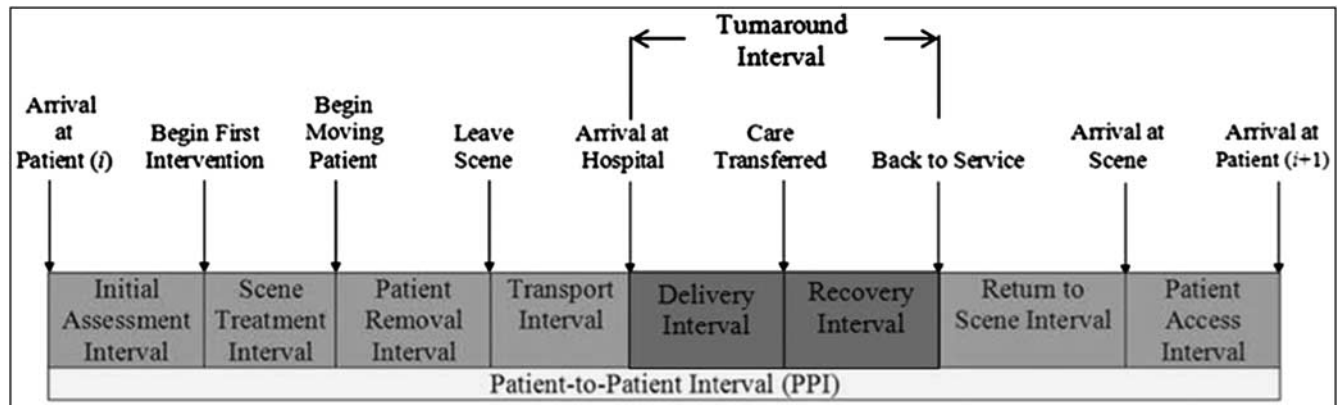 Turnaround
Interval
Arrival
at
Patient (i)
Begin First
Intervention
Begin
Moving
Patient
Leave
Scene
Arrival at
Hospital
Care
Transferred
Back to Service
Arrival at
Scene
Arrival at
Patient (i+1)
Initial
Assessment
Interval
Scene
Treatment
Interval
Patient
Removal
Interval
Transport
Interval
Delivery
Interval
Recovery
Interval
Return to
Scene Interval
Patient
Access
Interval
Patient-to-Patient Interval (PPI)